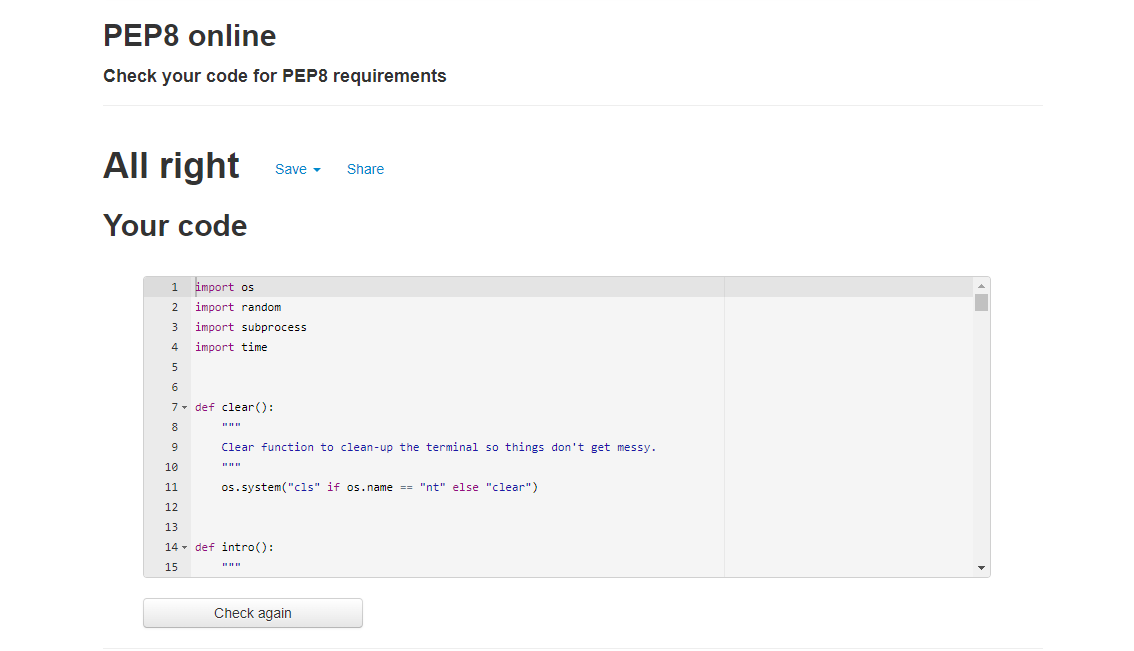 PEP8 online
Check your code for PEP8 requirements
All right Save Share
Your code
1 import os
2 import random
3 import subprocess
4 import time
5
6
7 def clear():
8 """
9 Clear function to clean-up the terminal so things don't get messy.
10 """
11 os.system("cls" if os.name == "nt" else "clear")
12
13
14 def intro():
15 """
Check again